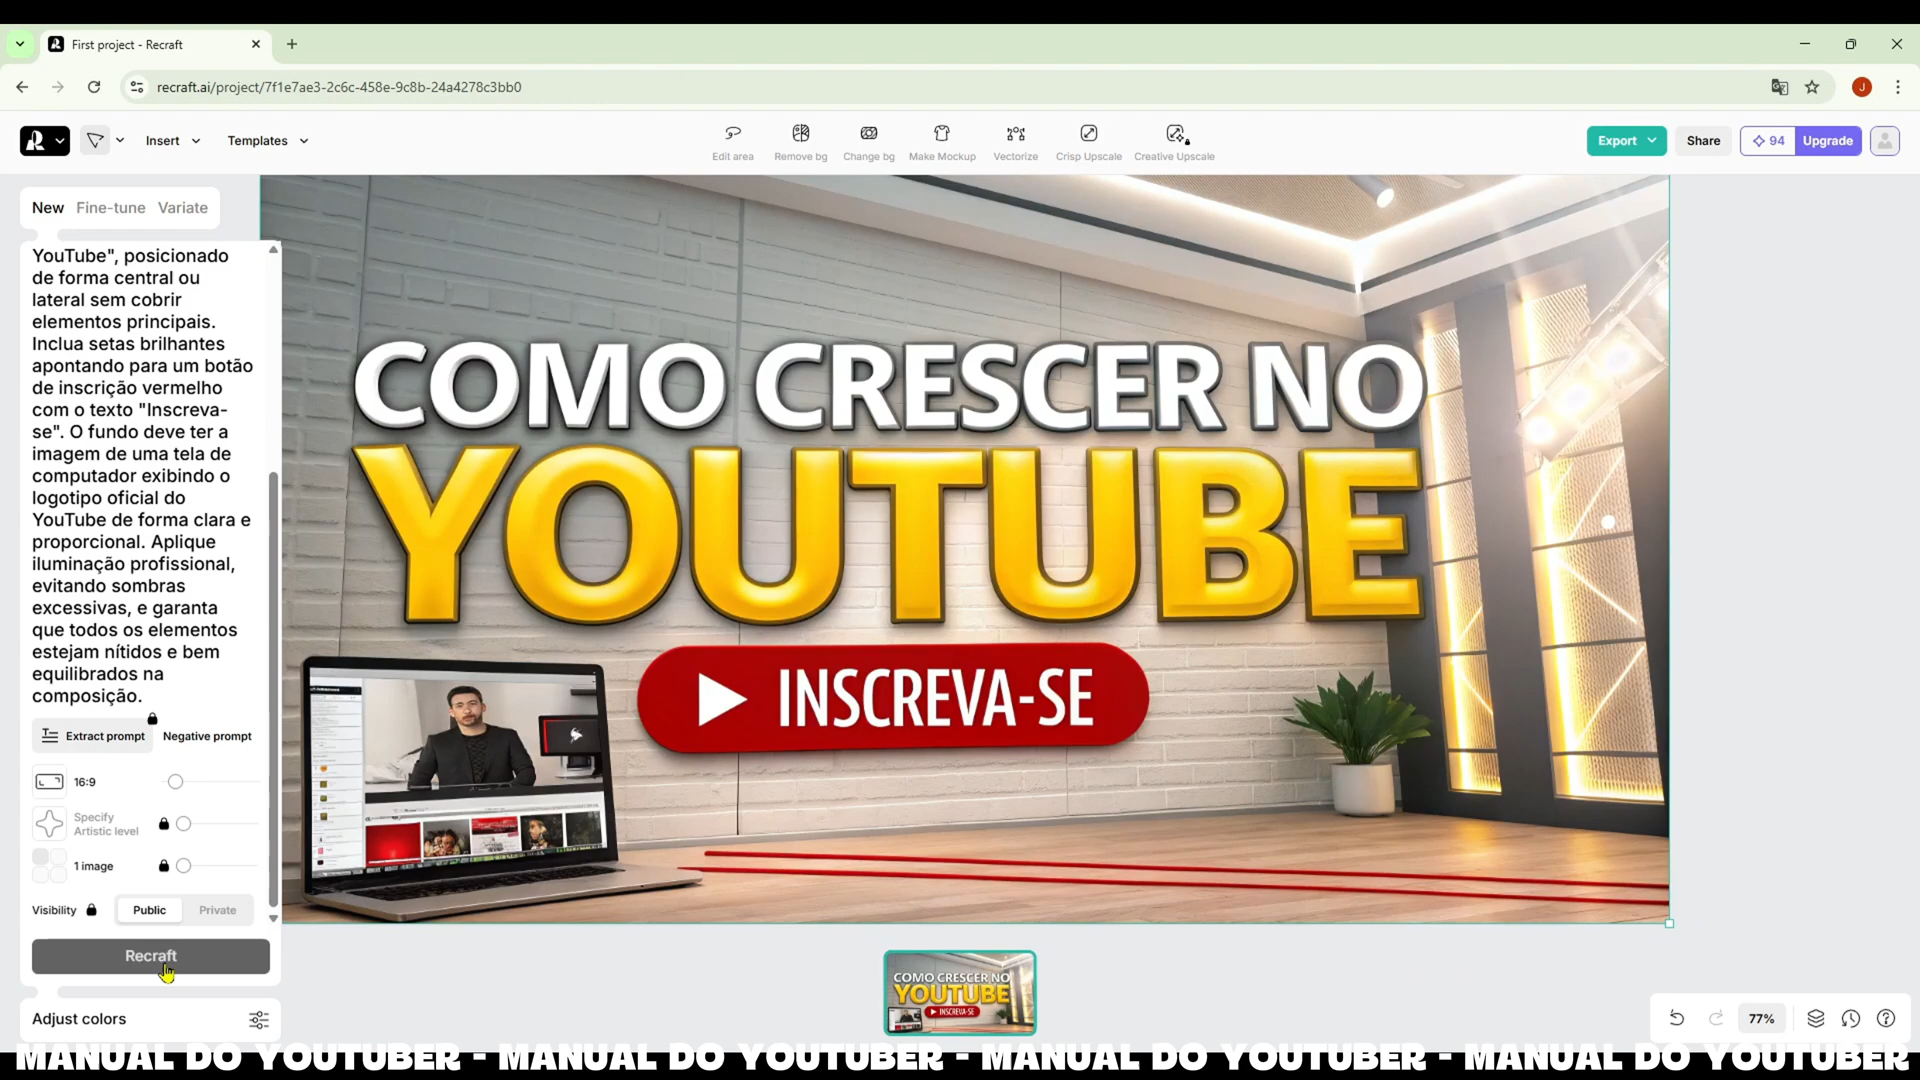 First project - Recraft
recraft.ai/project/7f1e7ae3-2c6c-458e-9c8b-24a4278c3bb0
J
Insert
Templates
Edit area
Remove bg
Change bg
Make Mockup
Vectorize
Crisp Upscale
Creative Upscale
Export
Share
94
Upgrade
New
Fine-tune
Variate
YouTube", posicionado
de forma central ou
lateral sem cobrir
elementos principais.
Inclua setas brilhantes
apontando para um botão
de inscrição vermelho
com o texto "Inscreva-
se". O fundo deve ter a
imagem de uma tela de
computador exibindo o
logotipo oficial do
YouTube de forma clara e
proporcional. Aplique
iluminação profissional,
evitando sombras
excessivas, e garanta
que todos os elementos
estejam nítidos e bem
equilibrados na
composição.
Extract prompt
Negative prompt
16:9
Specify
Artistic level
1 image
Visibility
Public
Private
Recraft
Adjust colors
COMO CRESCER NO
YOUTUBE
INSCREVA-SE
COMO CRESCER NO
YOUTUBE
INSCREVA-SE
77%
MANUAL DO YOUTUBER - MANUAL DO YOUTUBER - MANUAL DO YOUTUBER - MANUAL DO YOUTUBER